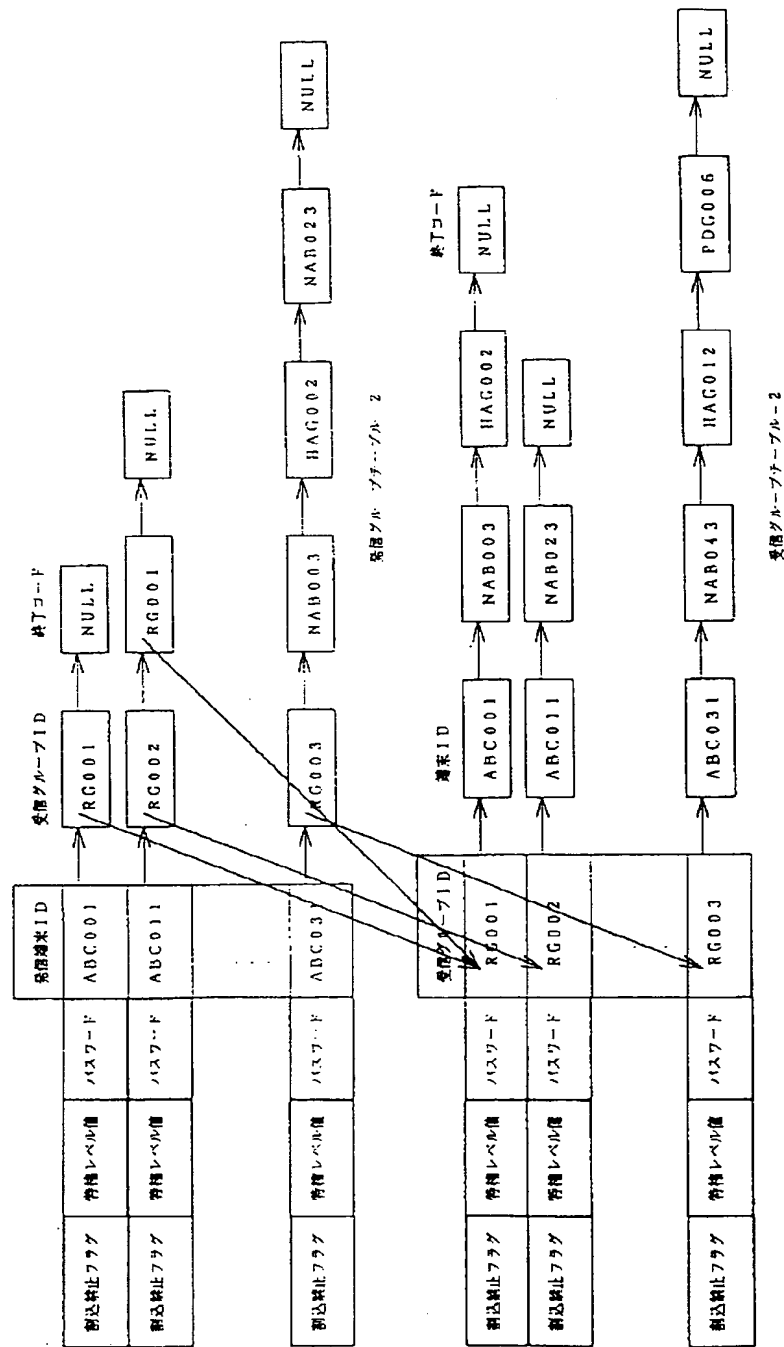 発信端末ID 受信グループID 終了コード
割込禁止フラグ 特権レベル値 パスワード ABC001 RG001 NULL
割込禁止フラグ 特権レベル値 パスワード ABC011 RG002 RG001 NULL
割込禁止フラグ 特権レベル値 パスワード ABC031 RG003 NAB003 HAG002 NAB023 NULL
発信グループテーブル-2
受信グループID 端末ID 終了コード
割込禁止フラグ 特権レベル値 パスワード RG001 ABC001 NAB003 HAG002 NULL
割込禁止フラグ 特権レベル値 パスワード RG002 ABC011 NAB023 NULL
割込禁止フラグ 特権レベル値 パスワード RG003 ABC031 NAB043 HAG012 PDG006 NULL
受信グループテーブル-2